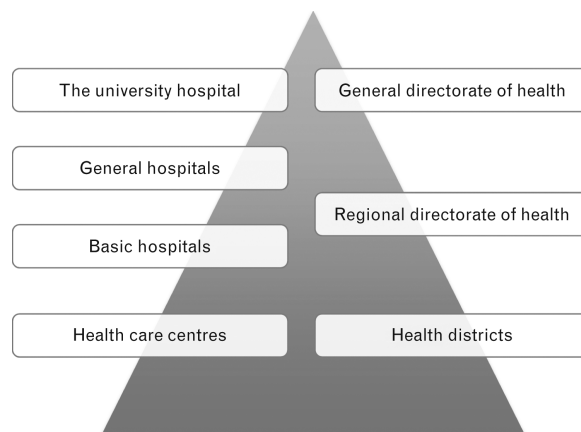 The university hospital
General directorate of health
General hospitals
Regional directorate of health
Basic hospitals
Health care centres
Health districts